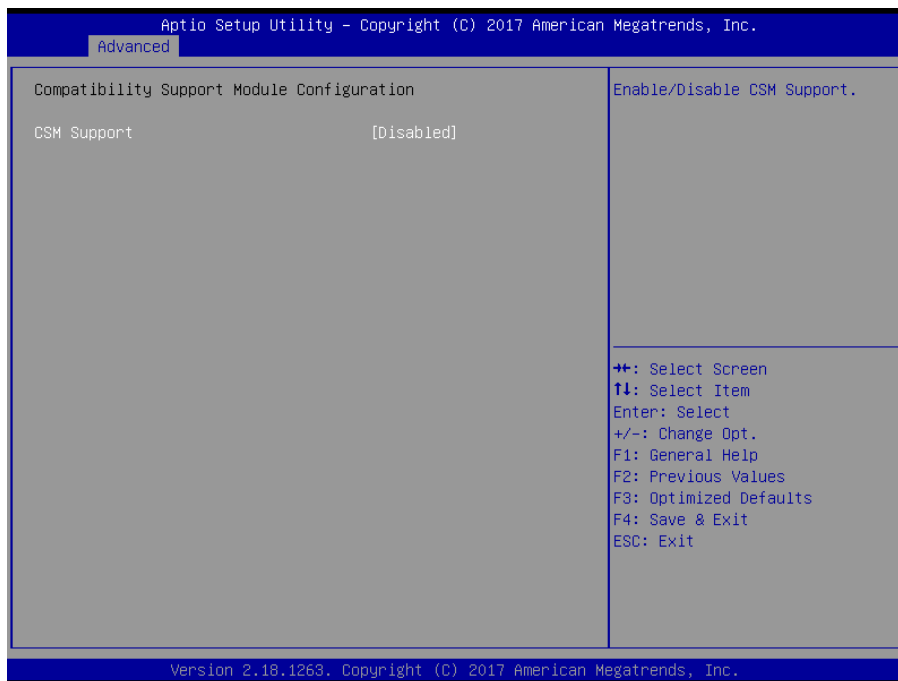 Aptio Setup Utility – Copyright (C) 2017 American Megatrends, Inc.
Advanced
Compatibility Support Module Configuration
CSM Support [Disabled]
Enable/Disable CSM Support.
→←: Select Screen
↑↓: Select Item
Enter: Select
+/-: Change Opt.
F1: General Help
F2: Previous Values
F3: Optimized Defaults
F4: Save & Exit
ESC: Exit
Version 2.18.1263. Copyright (C) 2017 American Megatrends, Inc.